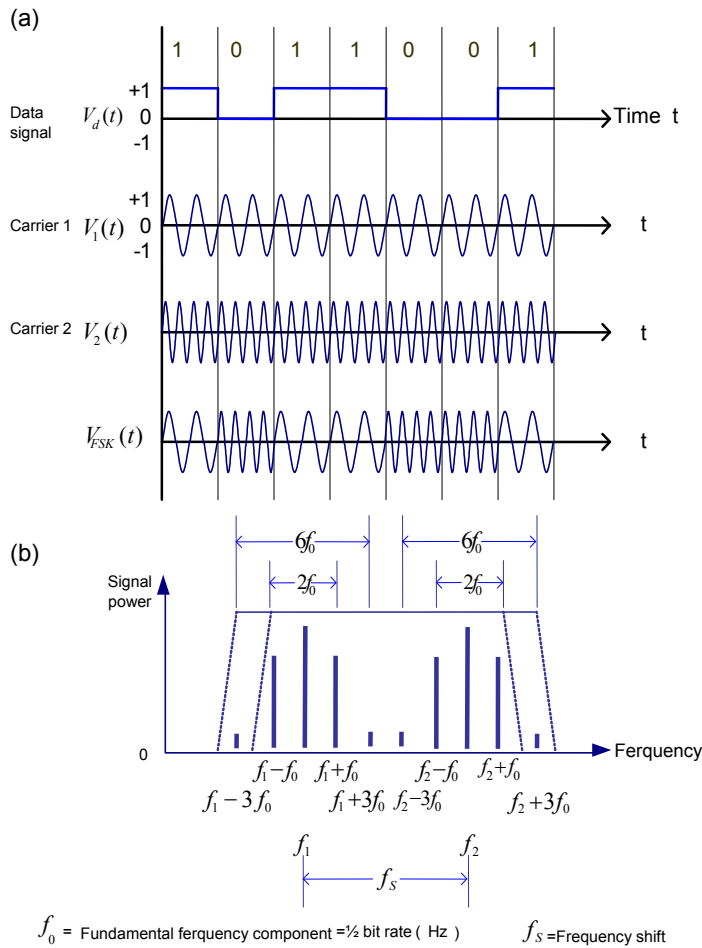 (a)
1 0 1 1 0 0 1
+1
Data signal V_d(t) 0 Time t
-1
+1
Carrier 1 V_1(t) 0 t
-1
Carrier 2 V_2(t) t
V_FSK(t) t
(b)
6f_0 6f_0
2f_0 2f_0
Signal power
0 Ferquency
f_1-f_0 f_1+f_0 f_2-f_0 f_2+f_0
f_1-3f_0 f_1+3f_0 f_2-3f_0 f_2+3f_0
f_1 f_2
f_S
f_0 = Fundamental ferquency component =½ bit rate ( Hz ) f_S =Frequency shift